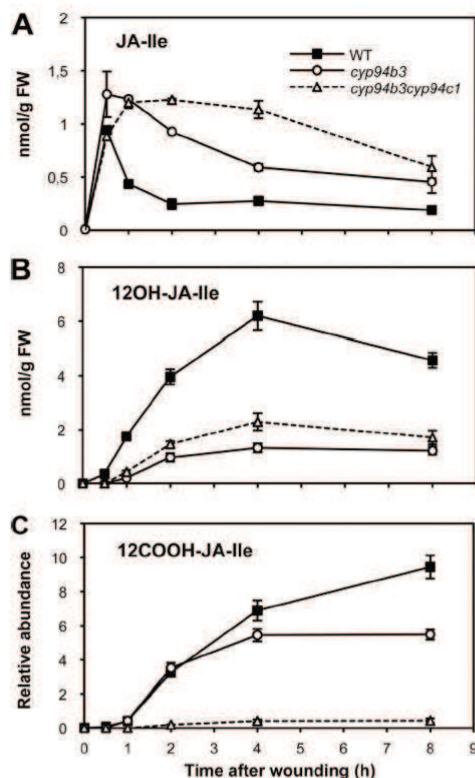 A
JA-Ile
WT
cyp94b3
cyp94b3cyp94c1
nmol/g FW
2
1.5
1
0,5
0
B
12OH-JA-Ile
nmol/g FW
8
6
4
2
0
C
12COOH-JA-Ile
Relative abundance
12
10
8
6
4
2
0
0 1 2 3 4 5 6 7 8 9
Time after wounding (h)